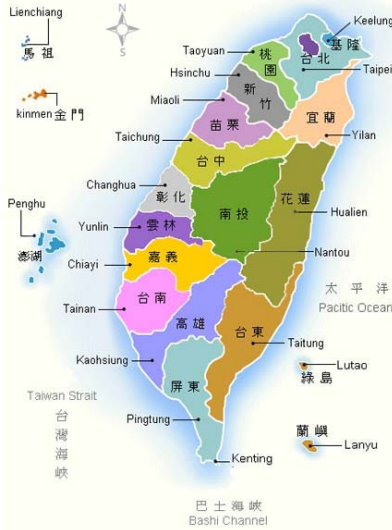 Lienchiang
馬祖
kinmen 金門
Penghu
澎湖
Keelung
基隆
台北
Taipei
Taoyuan
桃園
Hsinchu
新竹
Miaoli
苗栗
宜蘭
Yilan
Taichung
台中
Changhua
彰化
南投
Nantou
花蓮
Hualien
Yunlin
雲林
Chiayi
嘉義
Tainan
台南
高雄
Kaohsiung
台東
Taitung
屏東
Pingtung
Kenting
太平洋
Pacitic Ocean
Lutao
綠島
蘭嶼
Lanyu
Taiwan Strait
台灣海峽
巴士海峽
Bashi Channel